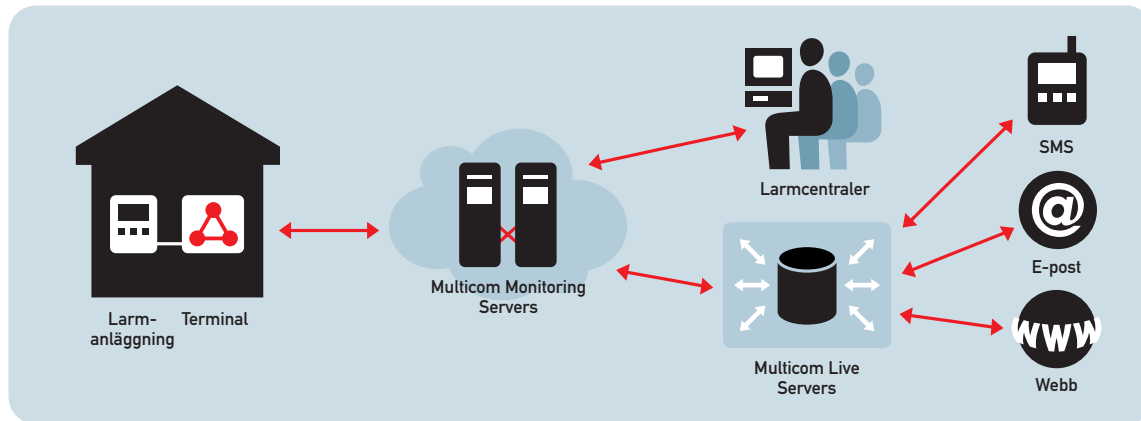 Larm-
anläggning
Terminal
Multicom Monitoring
Servers
Larmcentraler
Multicom Live
Servers
SMS
@
E-post
WWW
Webb